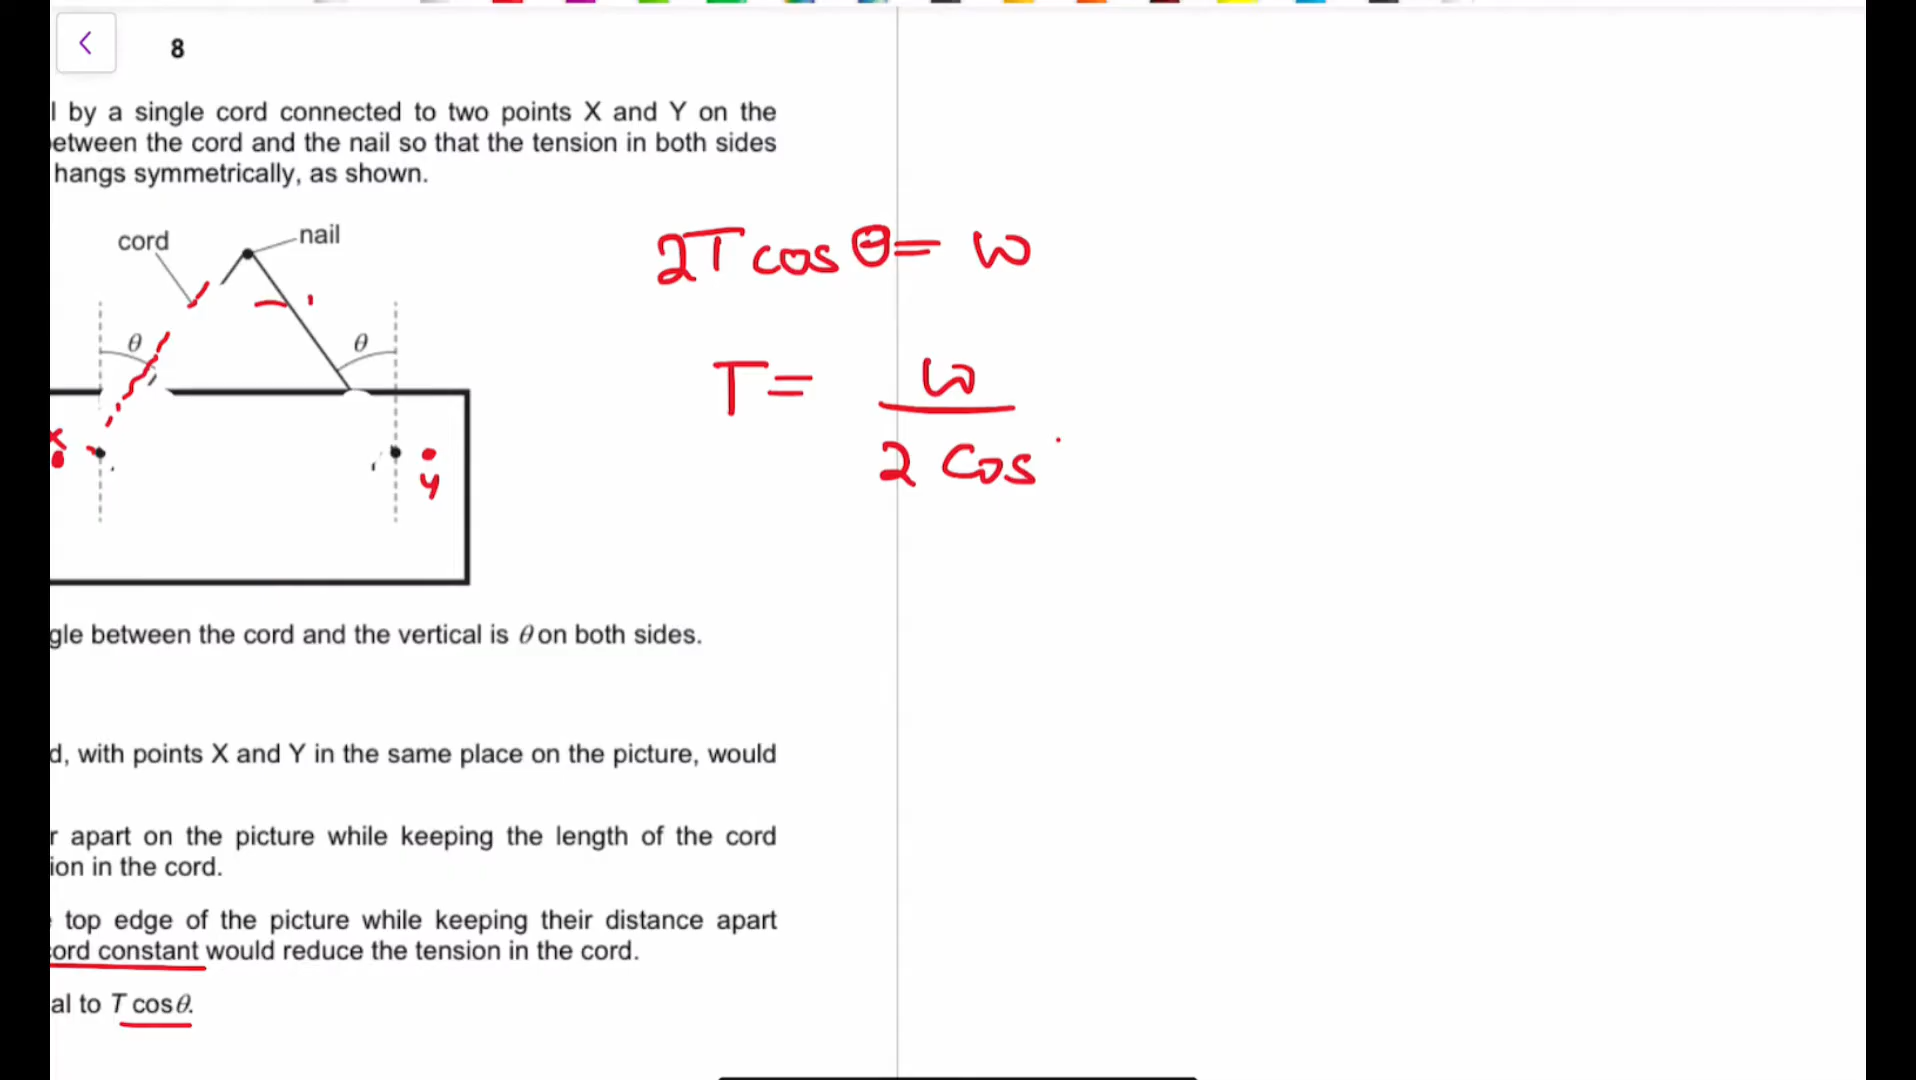 8
l by a single cord connected to two points X and Y on the
etween the cord and the nail so that the tension in both sides
hangs symmetrically, as shown.
cord
nail
θ
θ
X
Y
2T cos θ = W
T = W
2 cos
gle between the cord and the vertical is θ on both sides.
d, with points X and Y in the same place on the picture, would
r apart on the picture while keeping the length of the cord
ion in the cord.
top edge of the picture while keeping their distance apart
cord constant would reduce the tension in the cord.
al to T cosθ.